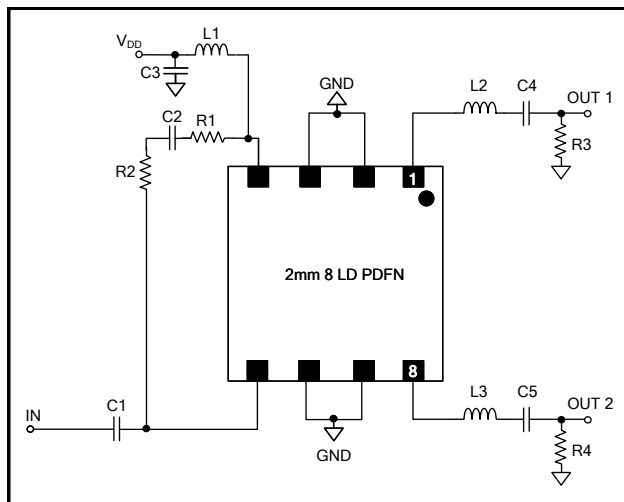 V_DD
L1
C3
GND
L2
C4
OUT 1
C2
R1
R3
R2
1
2mm 8 LD PDFN
8
L3
C5
OUT 2
IN
C1
GND
R4